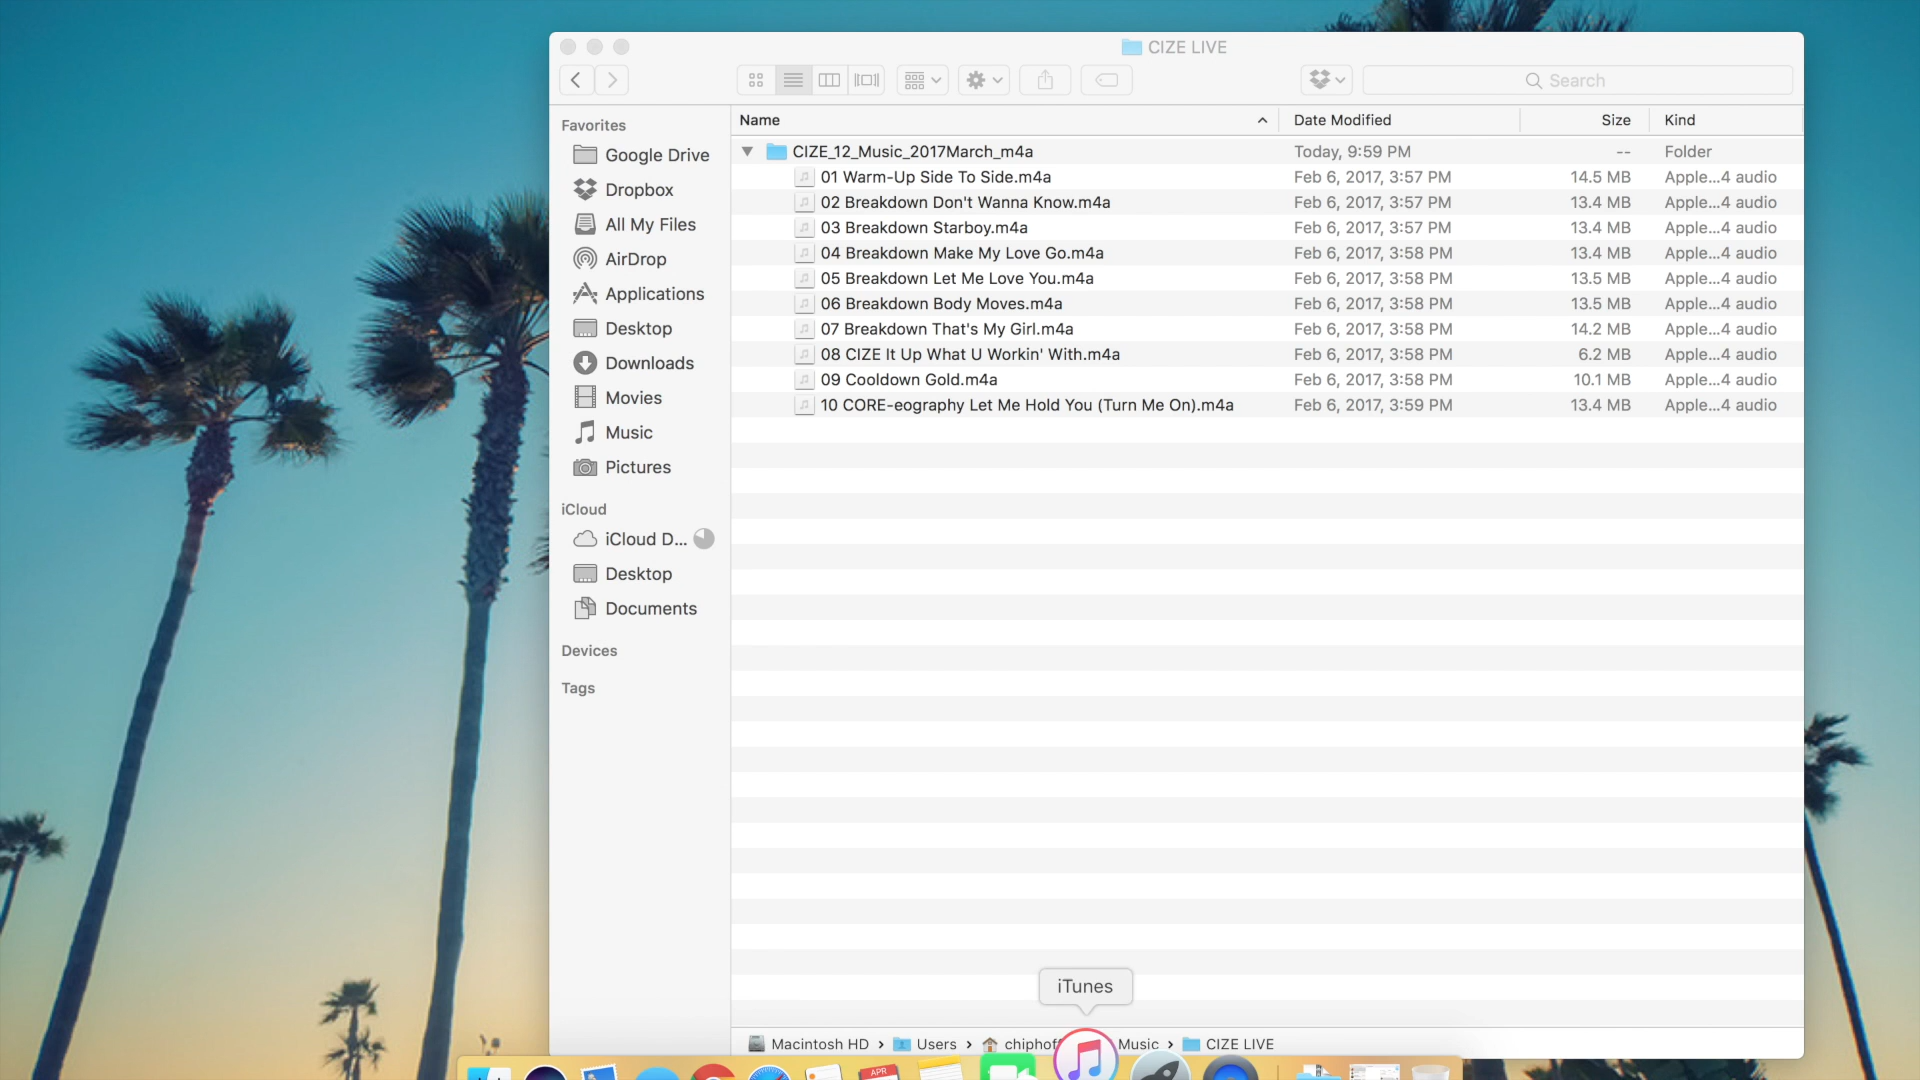 CIZE LIVE
Search
Name Date Modified Size Kind
Favorites
Google Drive
Dropbox
All My Files
AirDrop
Applications
Desktop
Downloads
Movies
Music
Pictures
iCloud
iCloud D...
Desktop
Documents
Devices
Tags
CIZE_12_Music_2017March_m4a Today, 9:59 PM -- Folder
01 Warm-Up Side To Side.m4a Feb 6, 2017, 3:57 PM 14.5 MB Apple...4 audio
02 Breakdown Don't Wanna Know.m4a Feb 6, 2017, 3:57 PM 13.4 MB Apple...4 audio
03 Breakdown Starboy.m4a Feb 6, 2017, 3:57 PM 13.4 MB Apple...4 audio
04 Breakdown Make My Love Go.m4a Feb 6, 2017, 3:58 PM 13.4 MB Apple...4 audio
05 Breakdown Let Me Love You.m4a Feb 6, 2017, 3:58 PM 13.5 MB Apple...4 audio
06 Breakdown Body Moves.m4a Feb 6, 2017, 3:58 PM 13.5 MB Apple...4 audio
07 Breakdown That's My Girl.m4a Feb 6, 2017, 3:58 PM 14.2 MB Apple...4 audio
08 CIZE It Up What U Workin' With.m4a Feb 6, 2017, 3:58 PM 6.2 MB Apple...4 audio
09 Cooldown Gold.m4a Feb 6, 2017, 3:58 PM 10.1 MB Apple...4 audio
10 CORE-eography Let Me Hold You (Turn Me On).m4a Feb 6, 2017, 3:59 PM 13.4 MB Apple...4 audio
iTunes
Macintosh HD › Users › Music › CIZE LIVE
APR